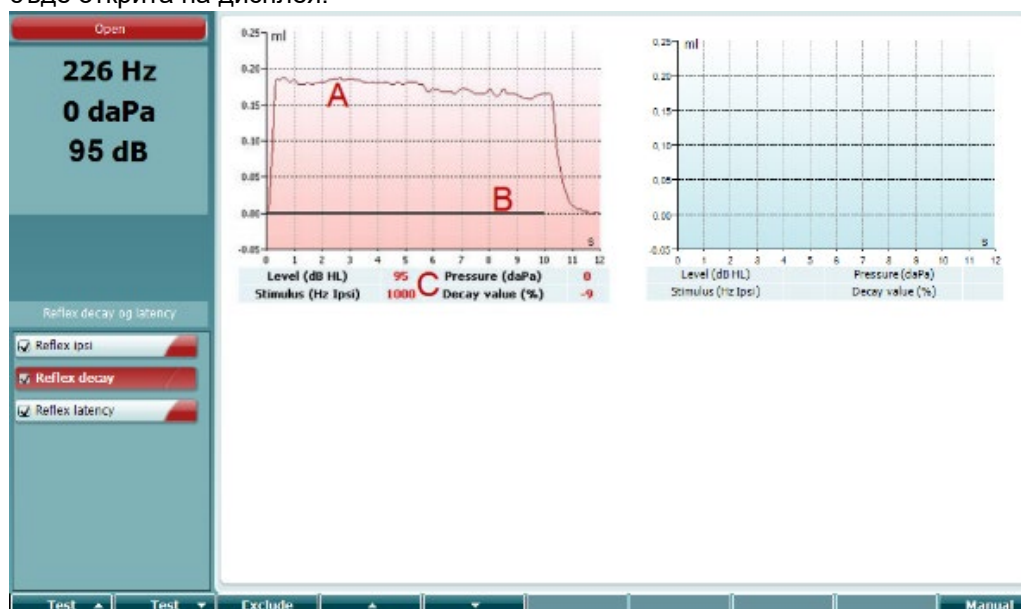 бъде открита на дисплея.
Open
226 Hz
0 daPa
95 dB
Reflex decay og latency
Reflex ipsi
Reflex decay
Reflex latency
ml
0.25
0.20
0.15
0.10
0.05
0.00
-0.05
A
B
s
0 1 2 3 4 5 6 7 8 9 10 11 12
Level (dB HL) 95 Pressure (daPa) 0
C
Stimulus (Hz Ipsi) 1000 Decay value (%) -9
ml
0.25
0.20
0.15
0.10
0.05
0.00
-0.05
s
0 1 2 3 4 5 6 7 8 9 10 11 12
Level (dB HL) Pressure (daPa)
Stimulus (Hz Ipsi) Decay value (%)
Test Test Exclude Manual